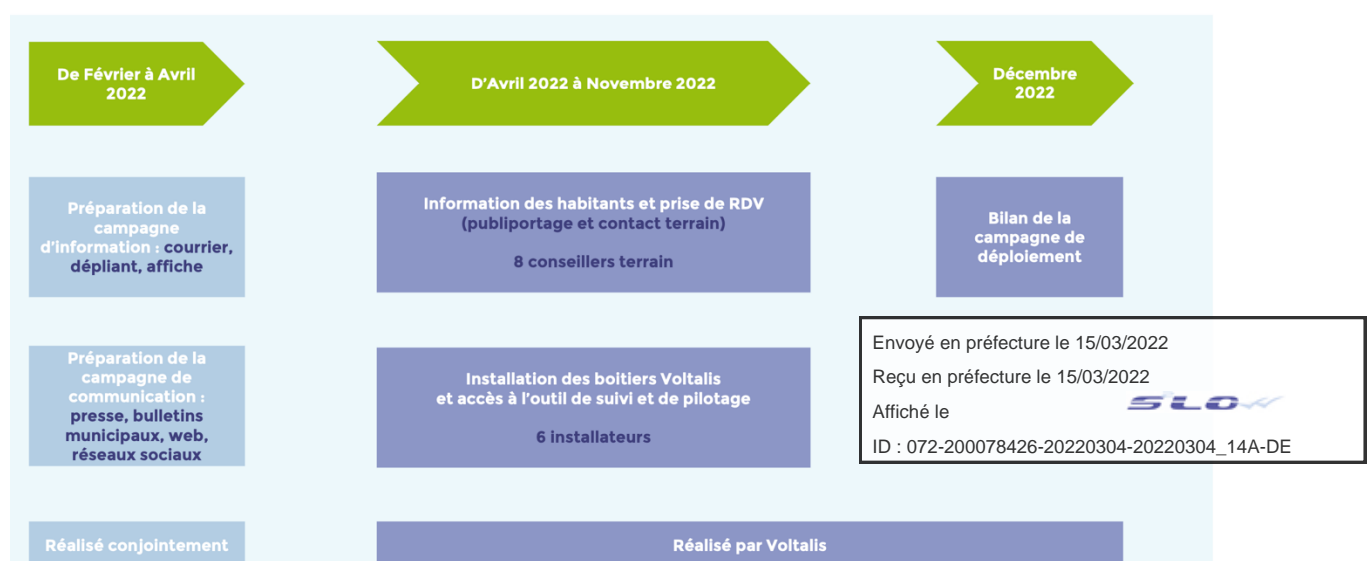 De Février à Avril
2022
D'Avril 2022 à Novembre 2022
Décembre
2022
Préparation de la
campagne
d'information : courrier,
dépliant, affiche
Information des habitants et prise de RDV
(publiportage et contact terrain)
8 conseillers terrain
Bilan de la
campagne de
déploiement
Préparation de la
campagne de
communication :
presse, bulletins
municipaux, web,
réseaux sociaux
Installation des boitiers Voltalis
et accès à l'outil de suivi et de pilotage
6 installateurs
Envoyé en préfecture le 15/03/2022
Reçu en préfecture le 15/03/2022
Affiché le
SLO
ID : 072-200078426-20220304-20220304_14A-DE
Réalisé conjointement
Réalisé par Voltalis